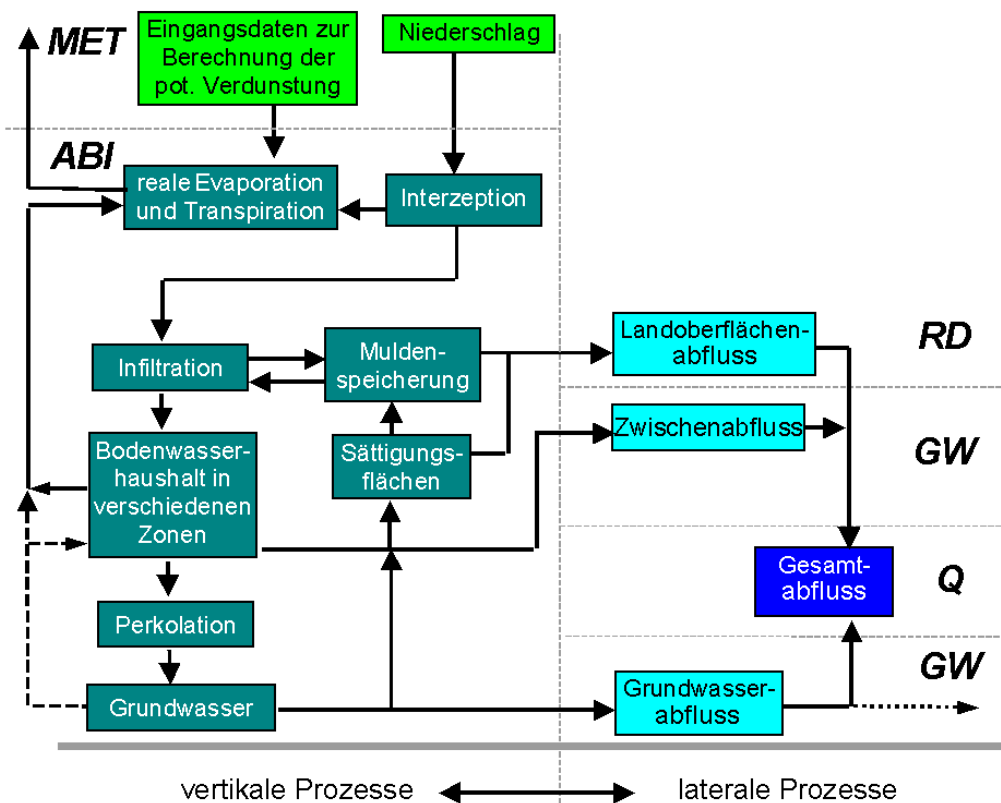 MET
Eingangsdaten zur
Berechnung der
pot. Verdunstung
Niederschlag
ABI
reale Evaporation
und Transpiration
Interzeption
Infiltration
Mulden-
speicherung
Landoberflächen-
abfluss
RD
Bodenwasser-
haushalt in
verschiedenen
Zonen
Sättigungs-
flächen
Zwischenabfluss
GW
Gesamt-
abfluss
Q
Perkolation
Grundwasser
Grundwasser-
abfluss
GW
vertikale Prozesse
laterale Prozesse